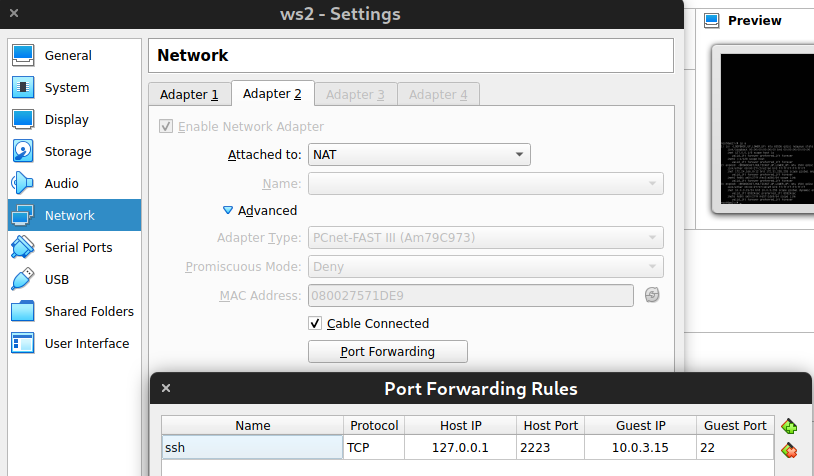 ws2 - Settings
Preview
General
System
Display
Storage
Audio
Network
Serial Ports
USB
Shared Folders
User Interface
Network
Adapter 1 Adapter 2 Adapter 3 Adapter 4
Enable Network Adapter
Attached to: NAT
Name:
Advanced
Adapter Type: PCnet-FAST III (Am79C973)
Promiscuous Mode: Deny
MAC Address: 080027571DE9
Cable Connected
Port Forwarding
Port Forwarding Rules
Name Protocol Host IP Host Port Guest IP Guest Port
ssh TCP 127.0.0.1 2223 10.0.3.15 22